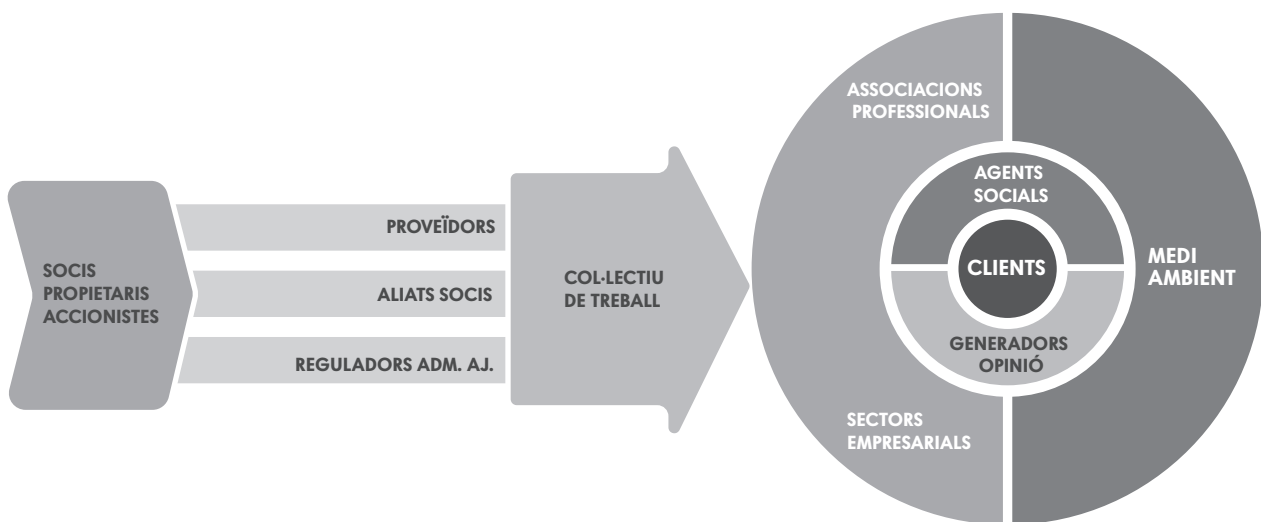 SOCIS
PROPIETARIS
ACCIONISTES
PROVEÏDORS
ALIATS SOCIS
REGULADORS ADM. AJ.
COL·LECTIU
DE TREBALL
ASSOCIACIONS
PROFESSIONALS
AGENTS
SOCIALS
CLIENTS
GENERADORS
OPINIÓ
SECTORS
EMPRESARIALS
MEDI
AMBIENT